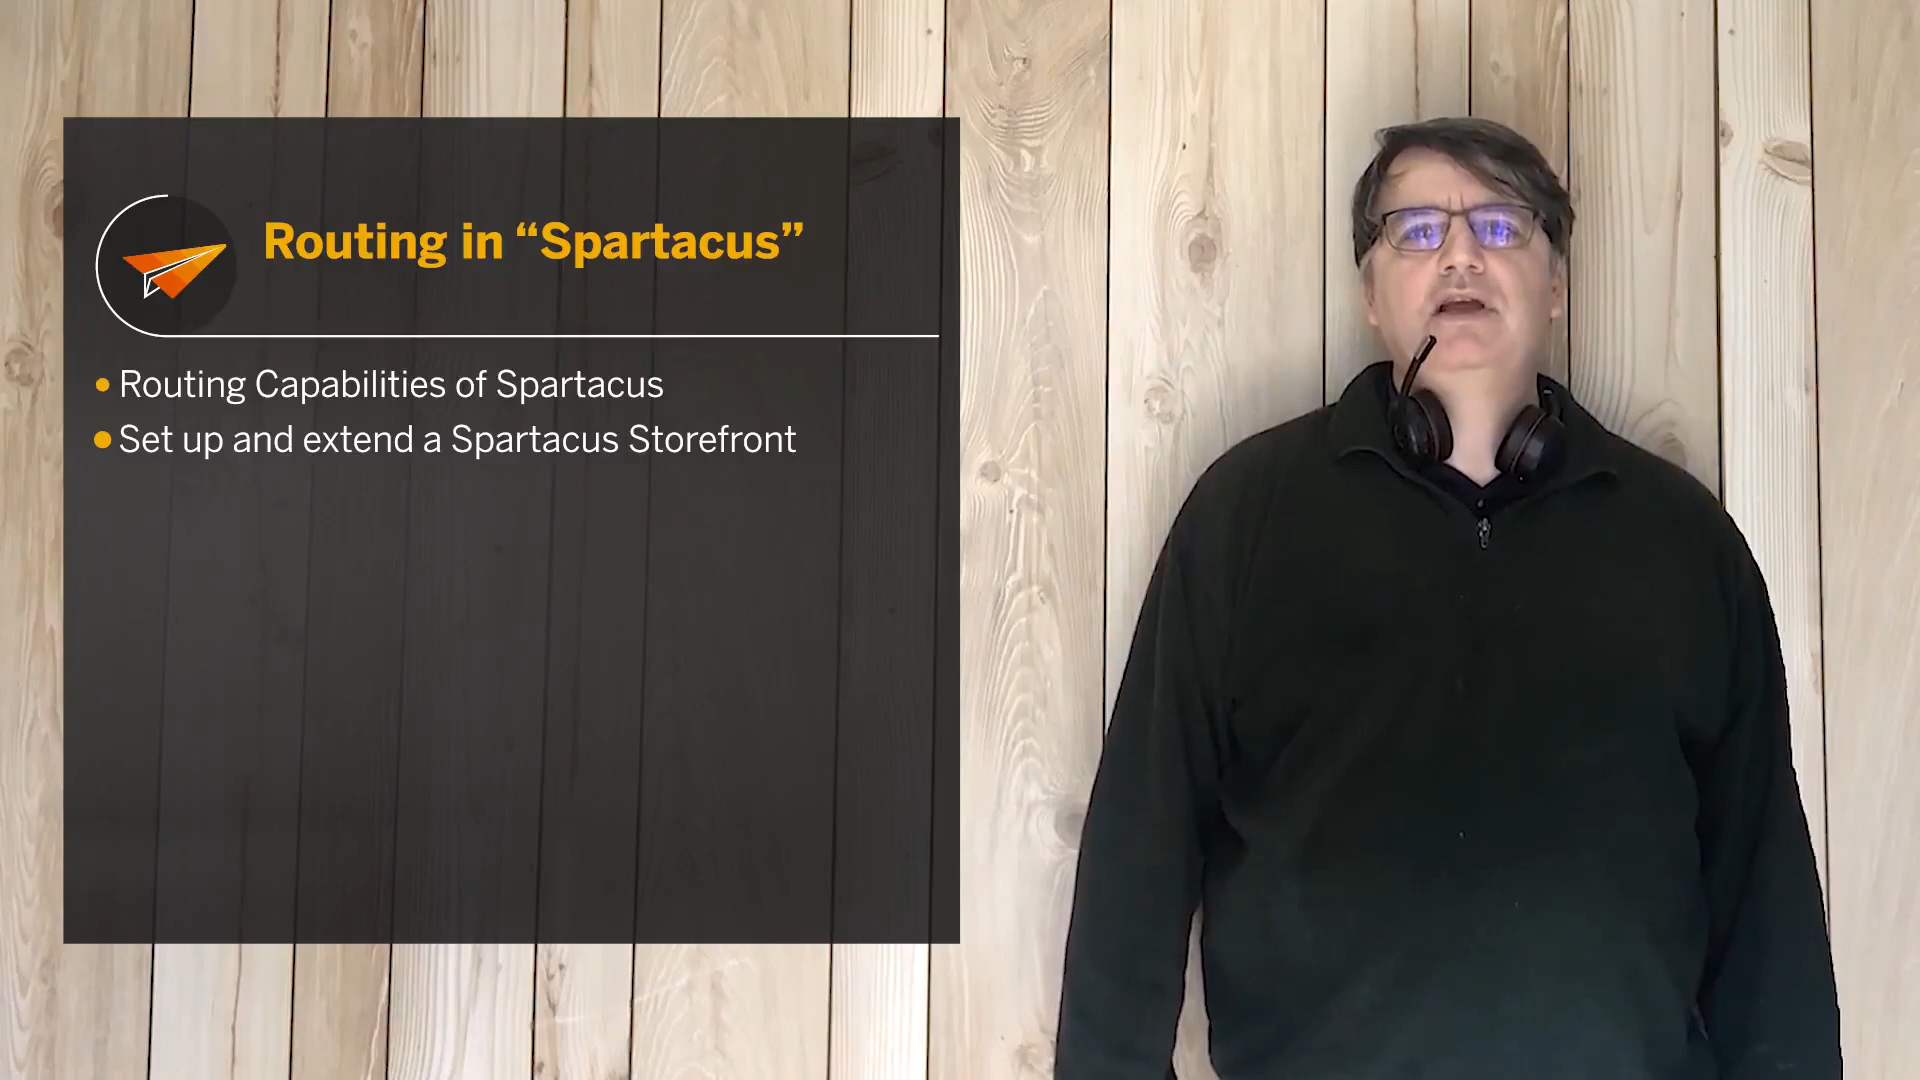 Routing in “Spartacus”
Routing Capabilities of Spartacus
Set up and extend a Spartacus Storefront